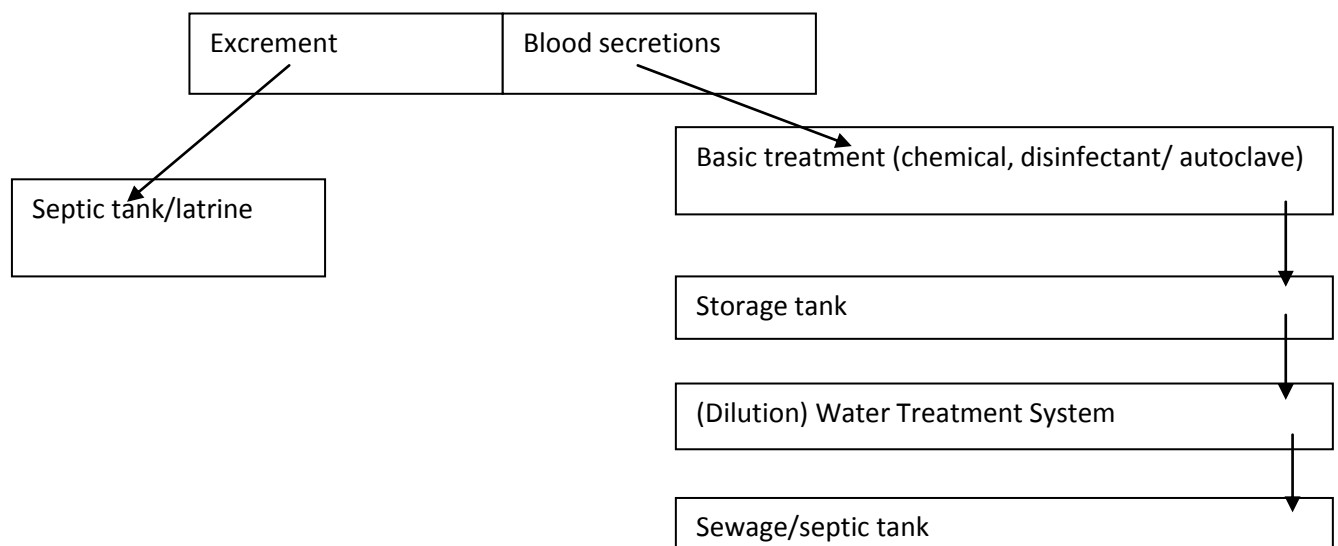 Excrement
Blood secretions
Basic treatment (chemical, disinfectant/ autoclave)
Septic tank/latrine
Storage tank
(Dilution) Water Treatment System
Sewage/septic tank